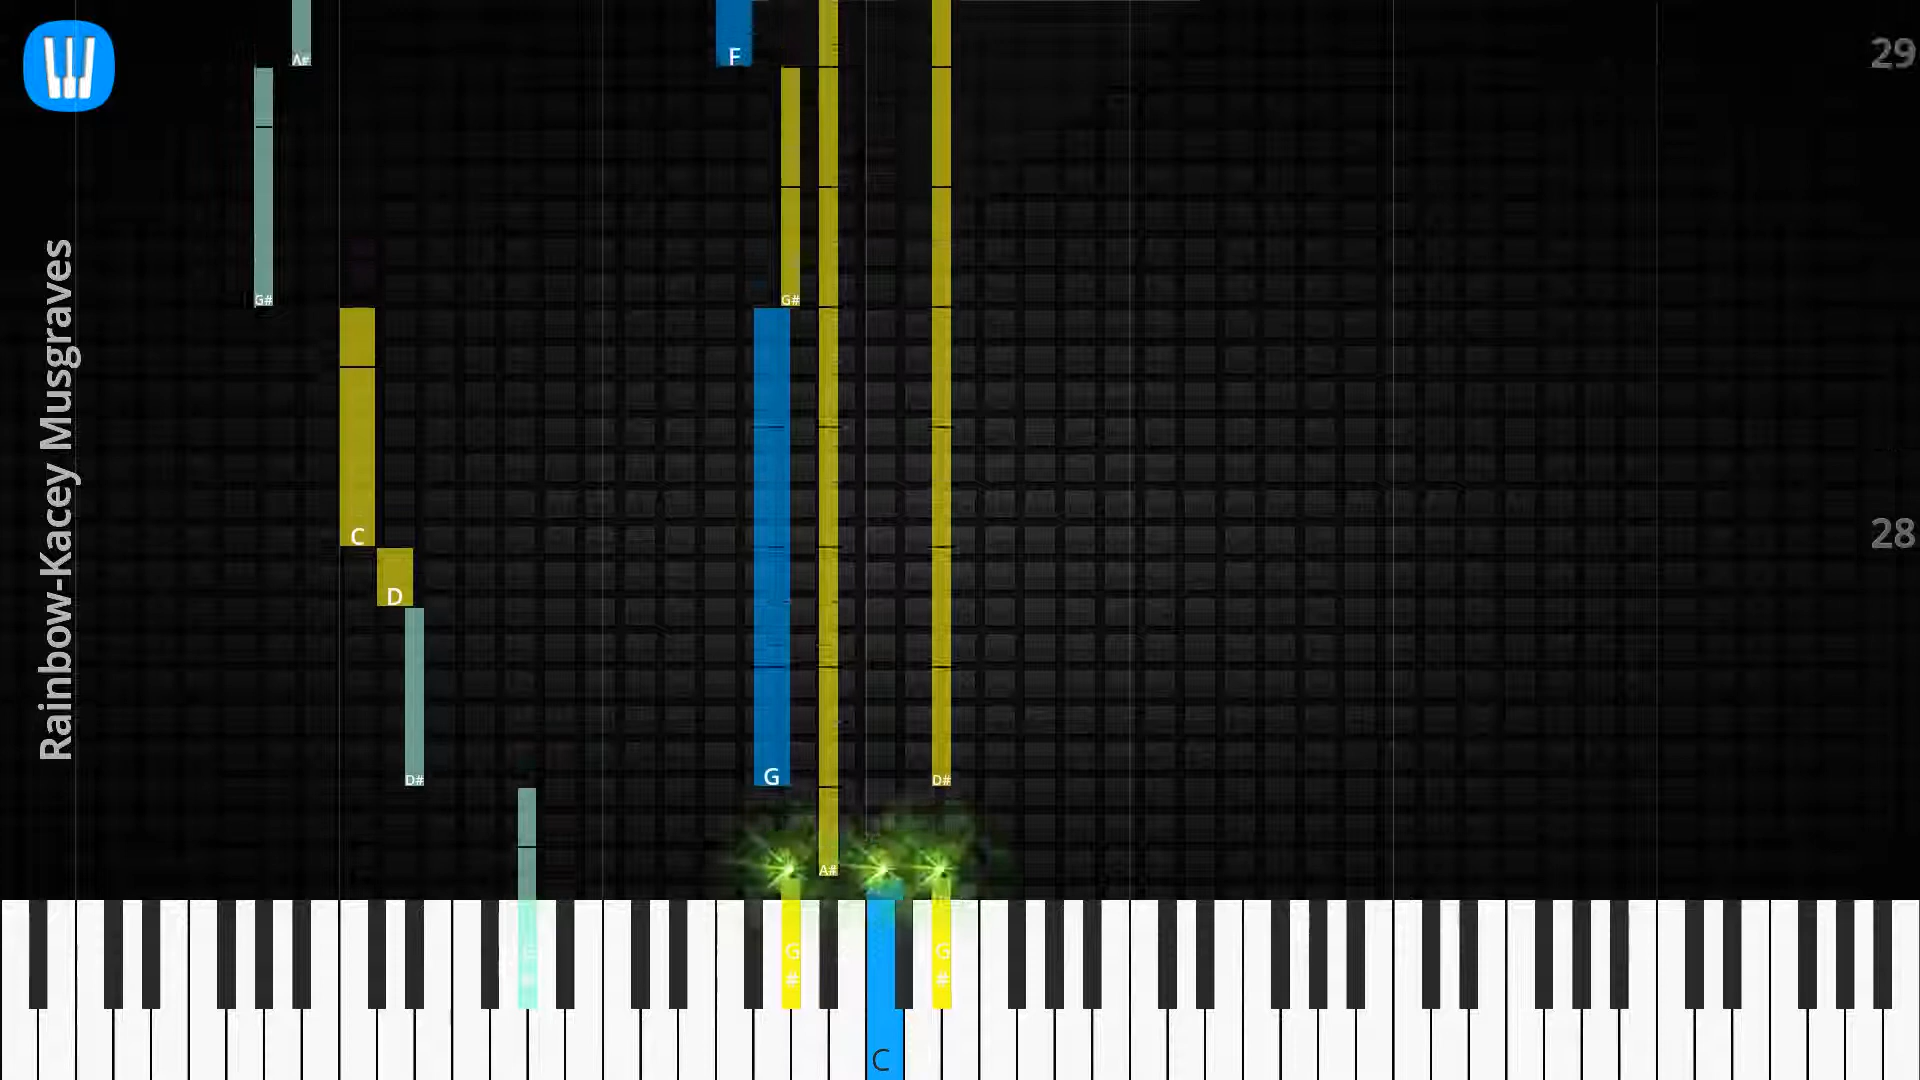 A#
F
29
G#
G#
Rainbow-Kacey Musgraves
C
28
D
G
D#
D#
A#
G
#
G
#
C